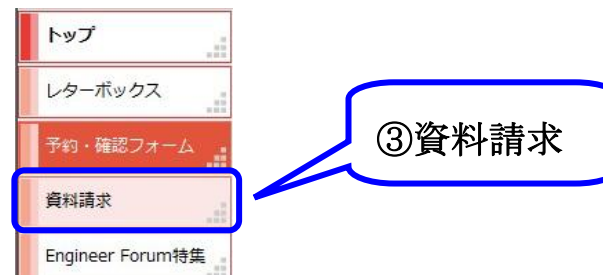 トップ
レターボックス
予約・確認フォーム
資料請求
Engineer Forum特集
③資料請求